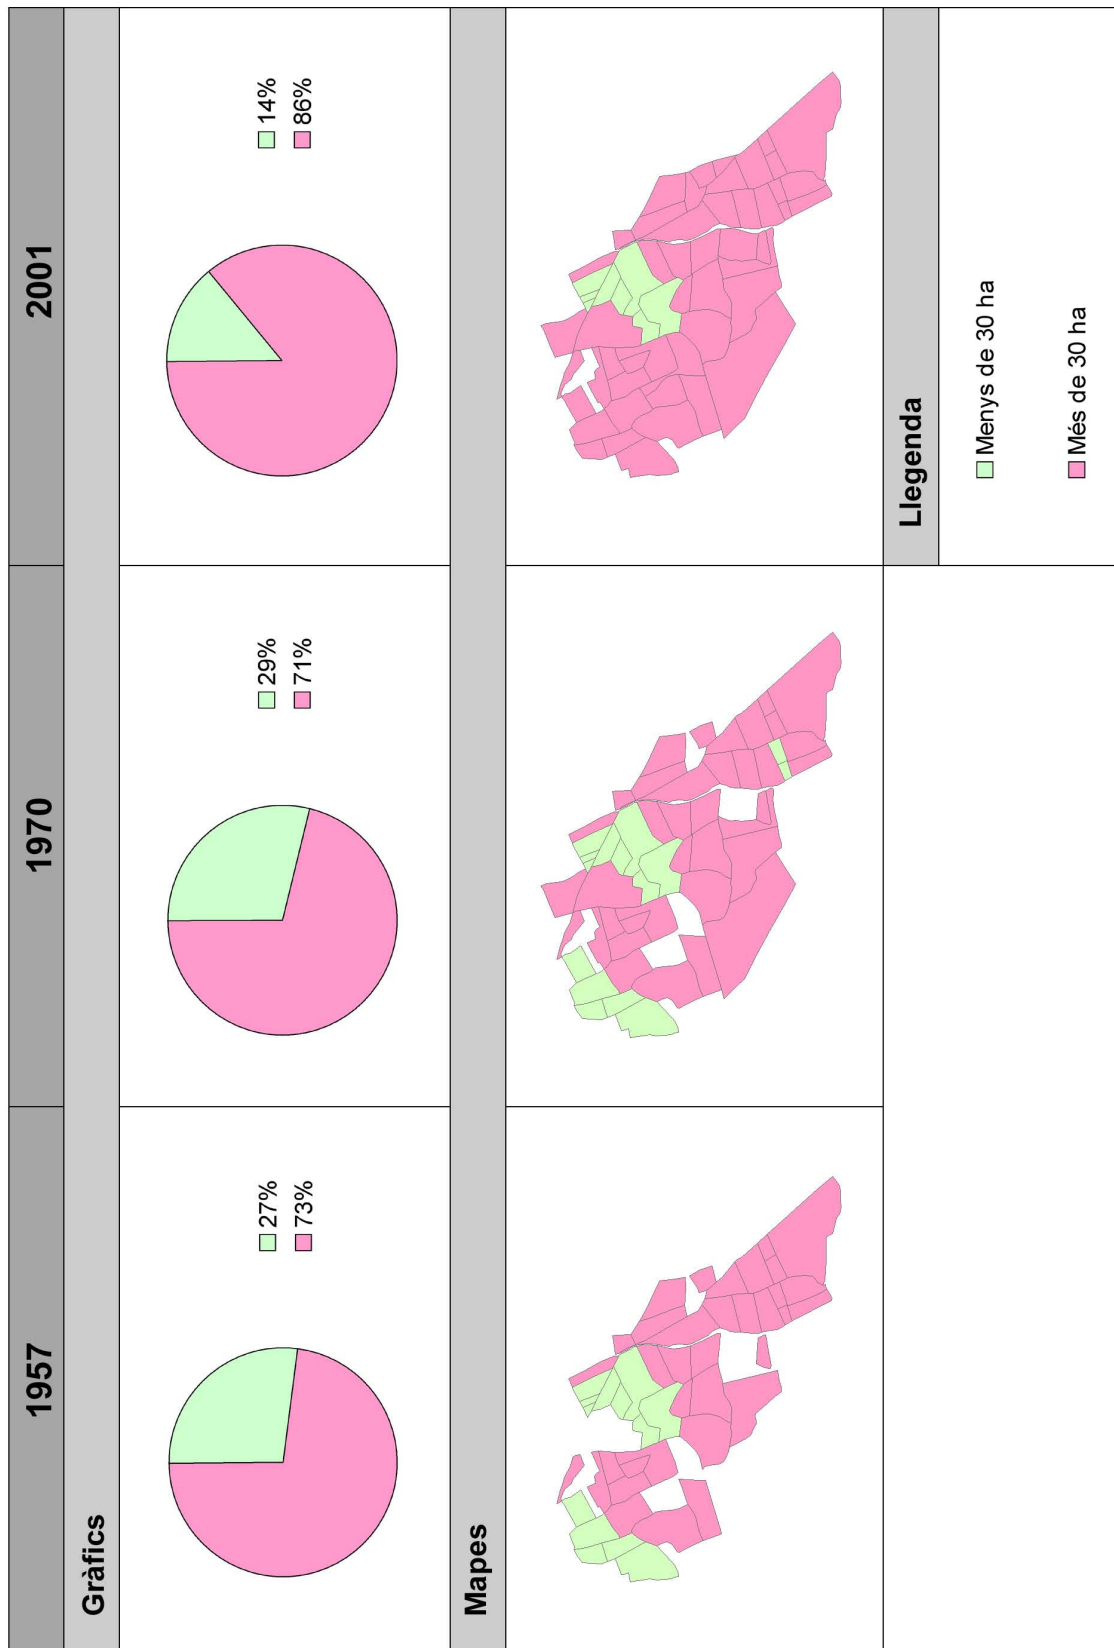 1957
1970
2001
Gràfics
27%
73%
29%
71%
14%
86%
Mapes
Llegenda
Menys de 30 ha
Més de 30 ha